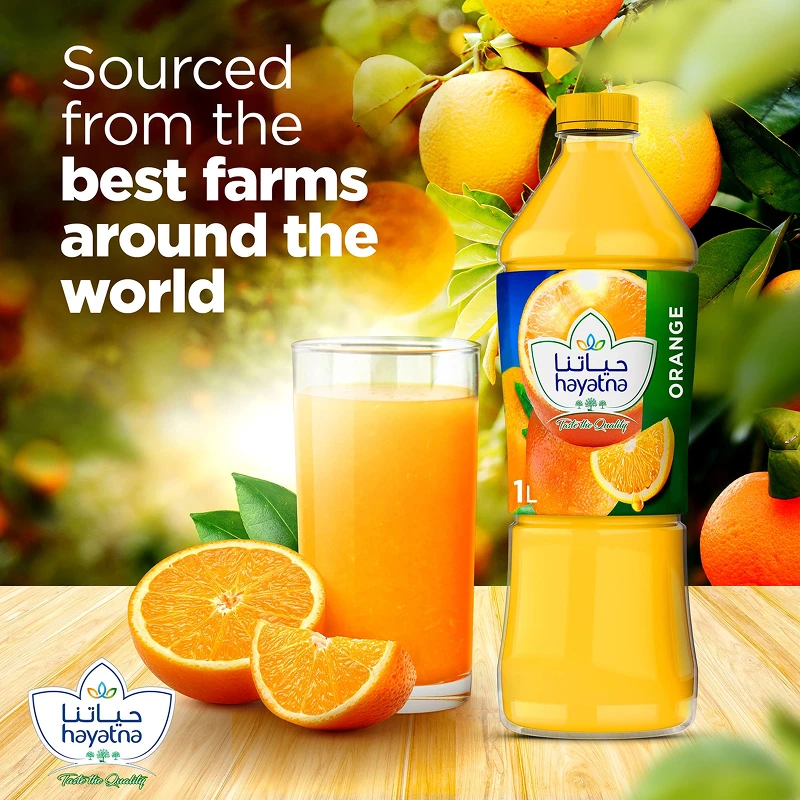 Sourced
from the
best farms
around the
world
حياتنا
hayatna
Taste the Quality
ORANGE
1L
حياتنا
hayatna
Taste the Quality